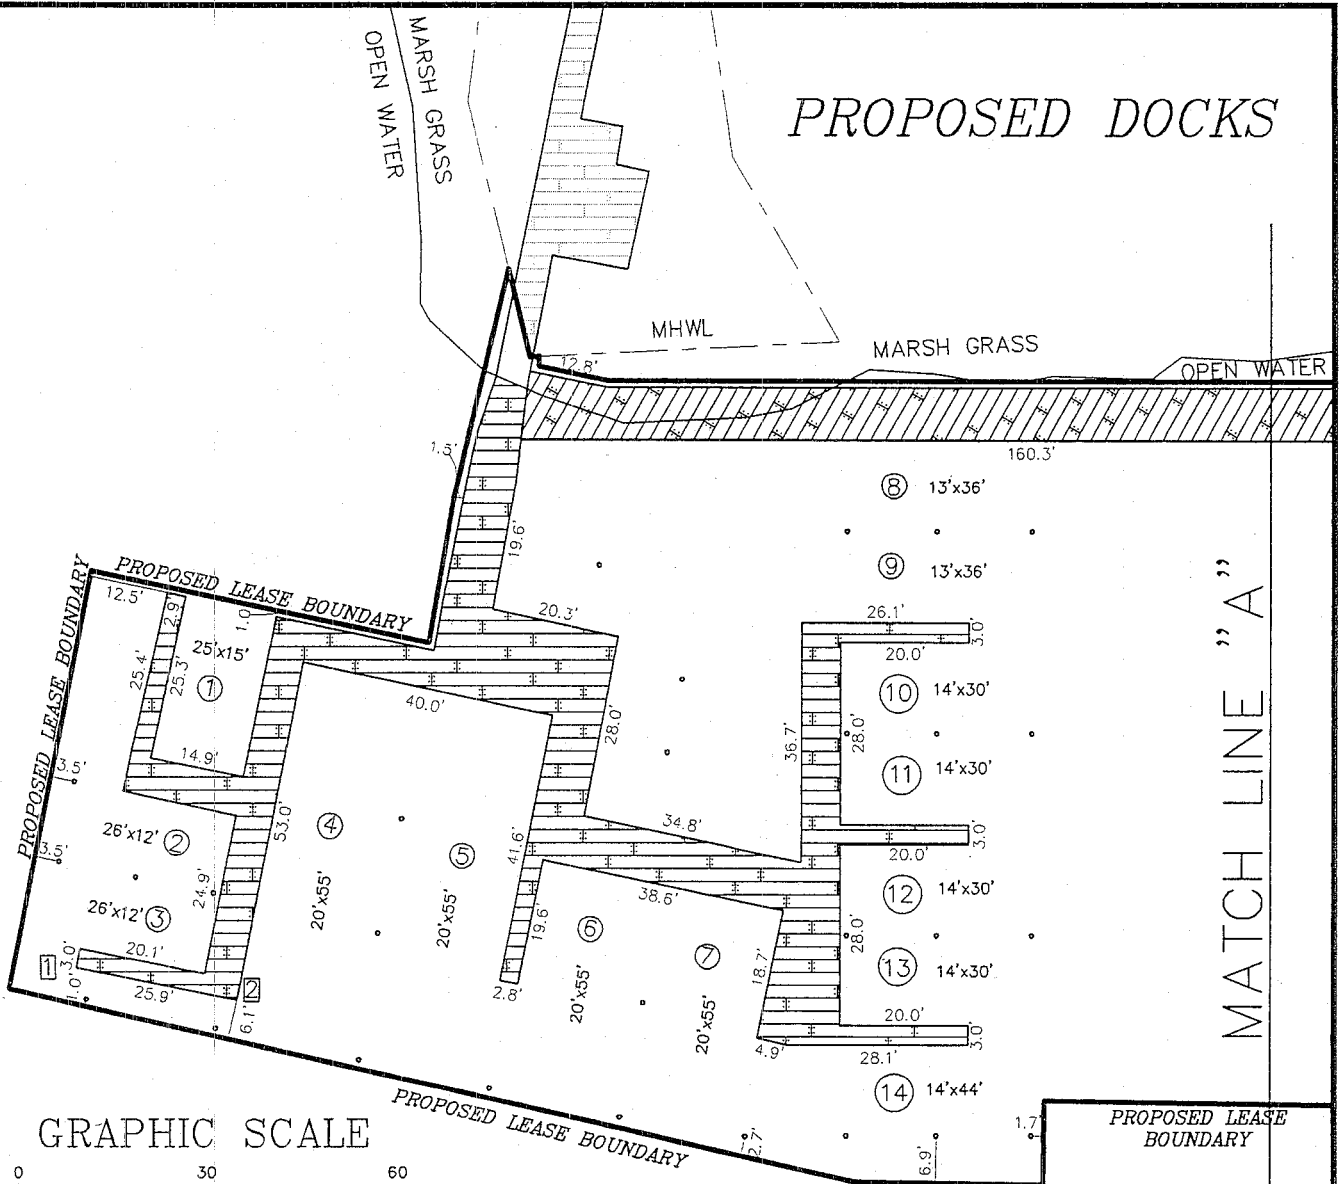 PROPOSED DOCKS
MARSH GRASS
OPEN WATER
MHWL
MARSH GRASS
OPEN WATER
12.8'
160.3'
1.5'
19.6'
8 13'x36'
9 13'x36'
PROPOSED LEASE BOUNDARY
PROPOSED LEASE BOUNDARY
12.5'
2.9'
1.0'
25'x15'
1
25.4'
25.3'
14.9'
20.3'
40.0'
28.0'
26.1'
3.0'
20.0'
10 14'x30'
36.7'
28.0'
11 14'x30'
3.0'
20.0'
3.5'
3.5'
26'x12' 2
26'x12' 3
24.9'
53.0'
4
20'x55'
5
20'x55'
41.6'
34.8'
38.6'
19.6'
2.8'
6
20'x55'
7
20'x55'
18.7'
4.9'
12 14'x30'
28.0'
13 14'x30'
20.0'
3.0'
28.1'
14 14'x44'
1
3.0'
20.1'
1.0'
25.9'
2
6.1'
MATCH LINE "A"
PROPOSED LEASE BOUNDARY
2.7'
6.9'
1.7'
PROPOSED LEASE
BOUNDARY
GRAPHIC SCALE
0 30 60